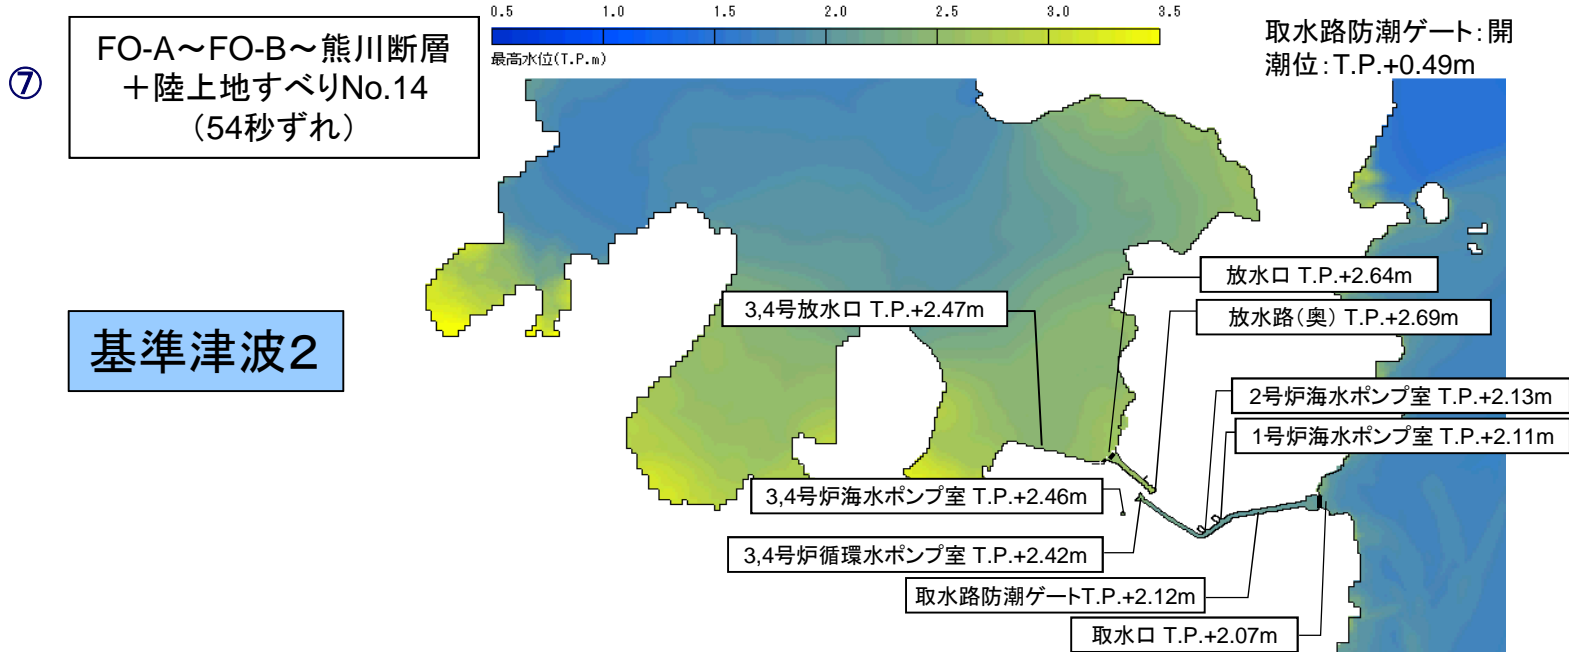 ⑦
FO-A～FO-B～熊川断層
＋陸上地すべりNo.14
（54秒ずれ）
0.5 1.0 1.5 2.0 2.5 3.0 3.5
最高水位(T.P.m)
取水路防潮ゲート：開
潮位：T.P.+0.49m
基準津波2
放水口 T.P.+2.64m
3,4号放水口 T.P.+2.47m
放水路（奥） T.P.+2.69m
2号炉海水ポンプ室 T.P.+2.13m
1号炉海水ポンプ室 T.P.+2.11m
3,4号炉海水ポンプ室 T.P.+2.46m
3,4号炉循環水ポンプ室 T.P.+2.42m
取水路防潮ゲートT.P.+2.12m
取水口 T.P.+2.07m